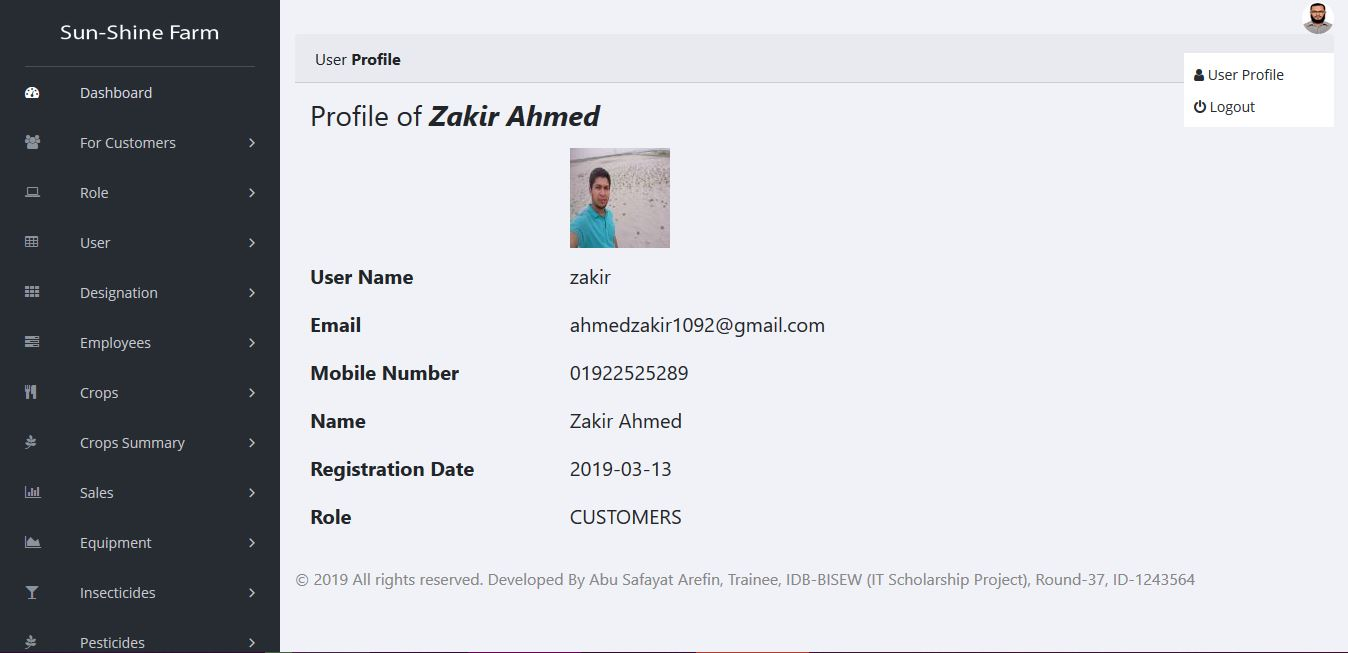 Sun-Shine Farm
Dashboard
For Customers
Role
User
Designation
Employees
Crops
Crops Summary
Sales
Equipment
Insecticides
Pesticides
User Profile
User Profile
Logout
Profile of Zakir Ahmed
User Name zakir
Email ahmedzakir1092@gmail.com
Mobile Number 01922525289
Name Zakir Ahmed
Registration Date 2019-03-13
Role CUSTOMERS
© 2019 All rights reserved. Developed By Abu Safayat Arefin, Trainee, IDB-BISEW (IT Scholarship Project), Round-37, ID-1243564